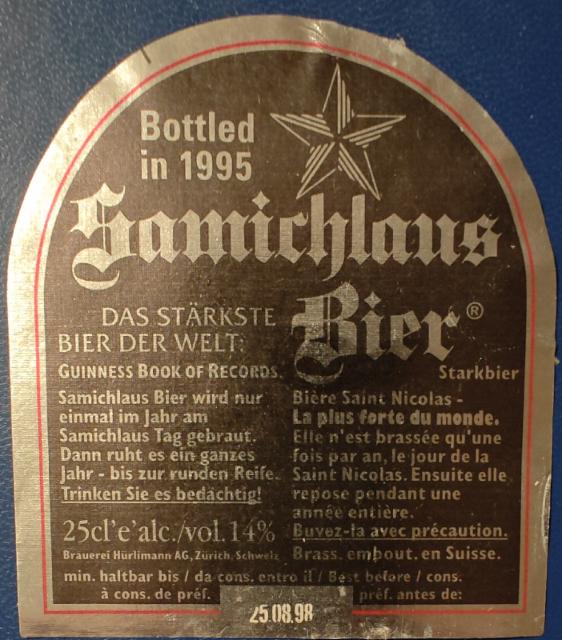 Bottled
in 1995
Samichlaus
Bier ®
DAS STÄRKSTE
BIER DER WELT:
GUINNESS BOOK OF RECORDS.
Starkbier
Samichlaus Bier wird nur
einmal im Jahr am
Samichlaus Tag gebraut.
Dann ruht es ein ganzes
Jahr - bis zur runden Reife.
Trinken Sie es bedächtig!
25cl'e'alc./vol. 14%
Brauerei Hürlimann AG, Zürich, Schweiz
Bière Saint Nicolas -
La plus forte du monde.
Elle n'est brassée qu'une
fois par an, le jour de la
Saint Nicolas. Ensuite elle
repose pendant une
année entière.
Buvez-la avec précaution.
Brass. embout. en Suisse.
min. haltbar bis / da cons. entro il / Best before / cons.
à cons. de préf. préf. antes de:
25.08.98